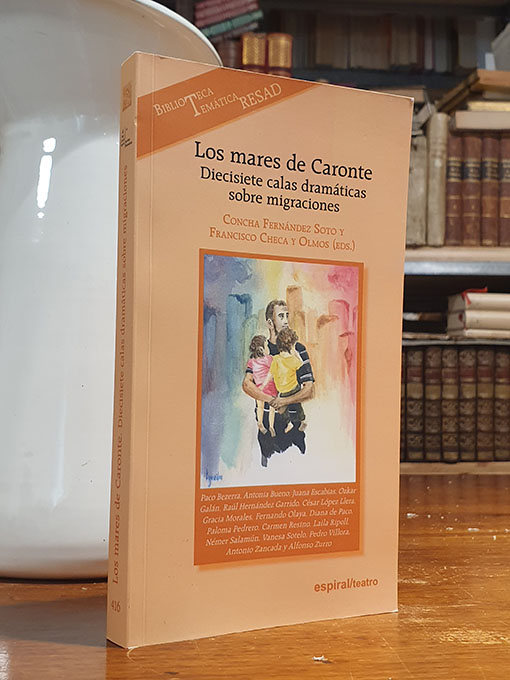 BIBLIOTECA
TEMÁTICA
RESAD
Los mares de Caronte
Diecisiete calas dramáticas
sobre migraciones
CONCHA FERNÁNDEZ SOTO Y
FRANCISCO CHECA Y OLMOS (EDS.)
Paco Bezerra. Antonia Bueno. Juana Escabias. Ozkar
Galán. Raúl Hernández Garrido. César López Llera.
Gracia Morales. Fernando Olaya. Diana de Paco.
Paloma Pedrero. Carmen Resino. Laila Ripoll.
Némer Salamún. Vanesa Sotelo. Pedro Víllora.
Antonio Zancada y Alfonso Zurro
espiral/teatro
Los mares de Caronte. Diecisiete calas dramáticas sobre migraciones
416